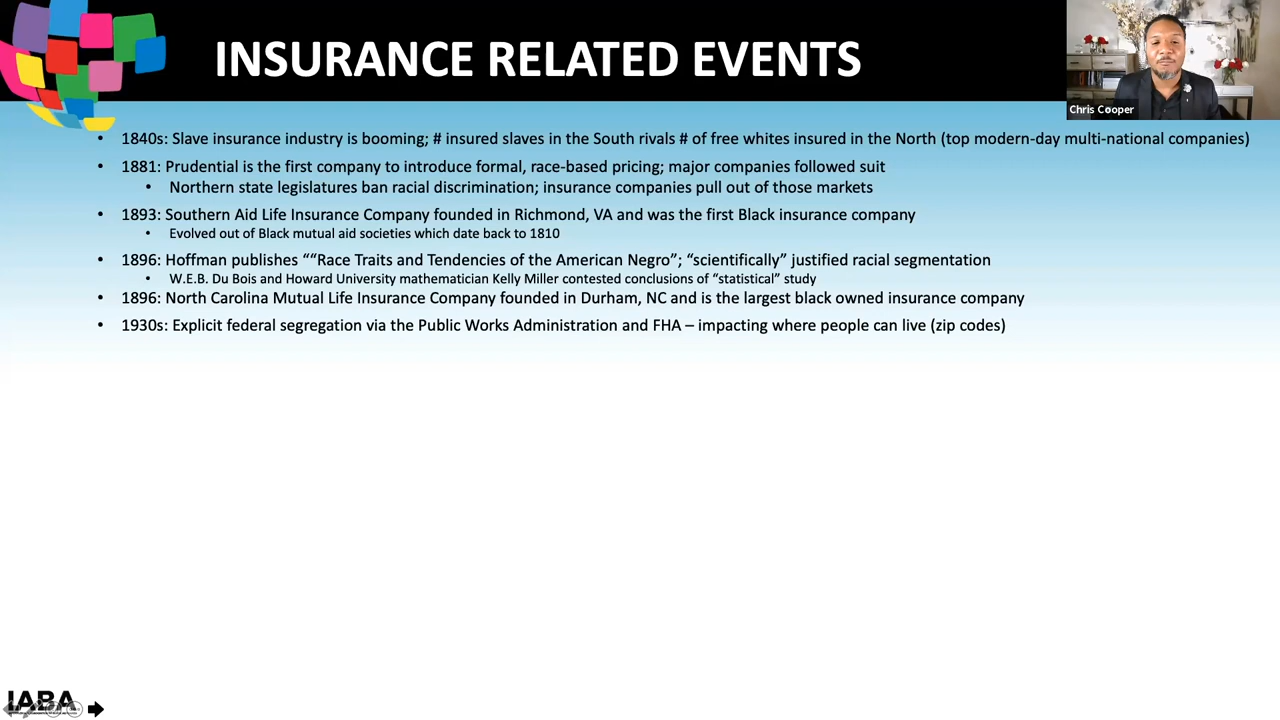 INSURANCE RELATED EVENTS
Chris Cooper
• 1840s: Slave insurance industry is booming; # insured slaves in the South rivals # of free whites insured in the North (top modern-day multi-national companies)
• 1881: Prudential is the first company to introduce formal, race-based pricing; major companies followed suit
• Northern state legislatures ban racial discrimination; insurance companies pull out of those markets
• 1893: Southern Aid Life Insurance Company founded in Richmond, VA and was the first Black insurance company
• Evolved out of Black mutual aid societies which date back to 1810
• 1896: Hoffman publishes ““Race Traits and Tendencies of the American Negro”; “scientifically” justified racial segmentation
• W.E.B. Du Bois and Howard University mathematician Kelly Miller contested conclusions of “statistical” study
• 1896: North Carolina Mutual Life Insurance Company founded in Durham, NC and is the largest black owned insurance company
• 1930s: Explicit federal segregation via the Public Works Administration and FHA – impacting where people can live (zip codes)
IABA